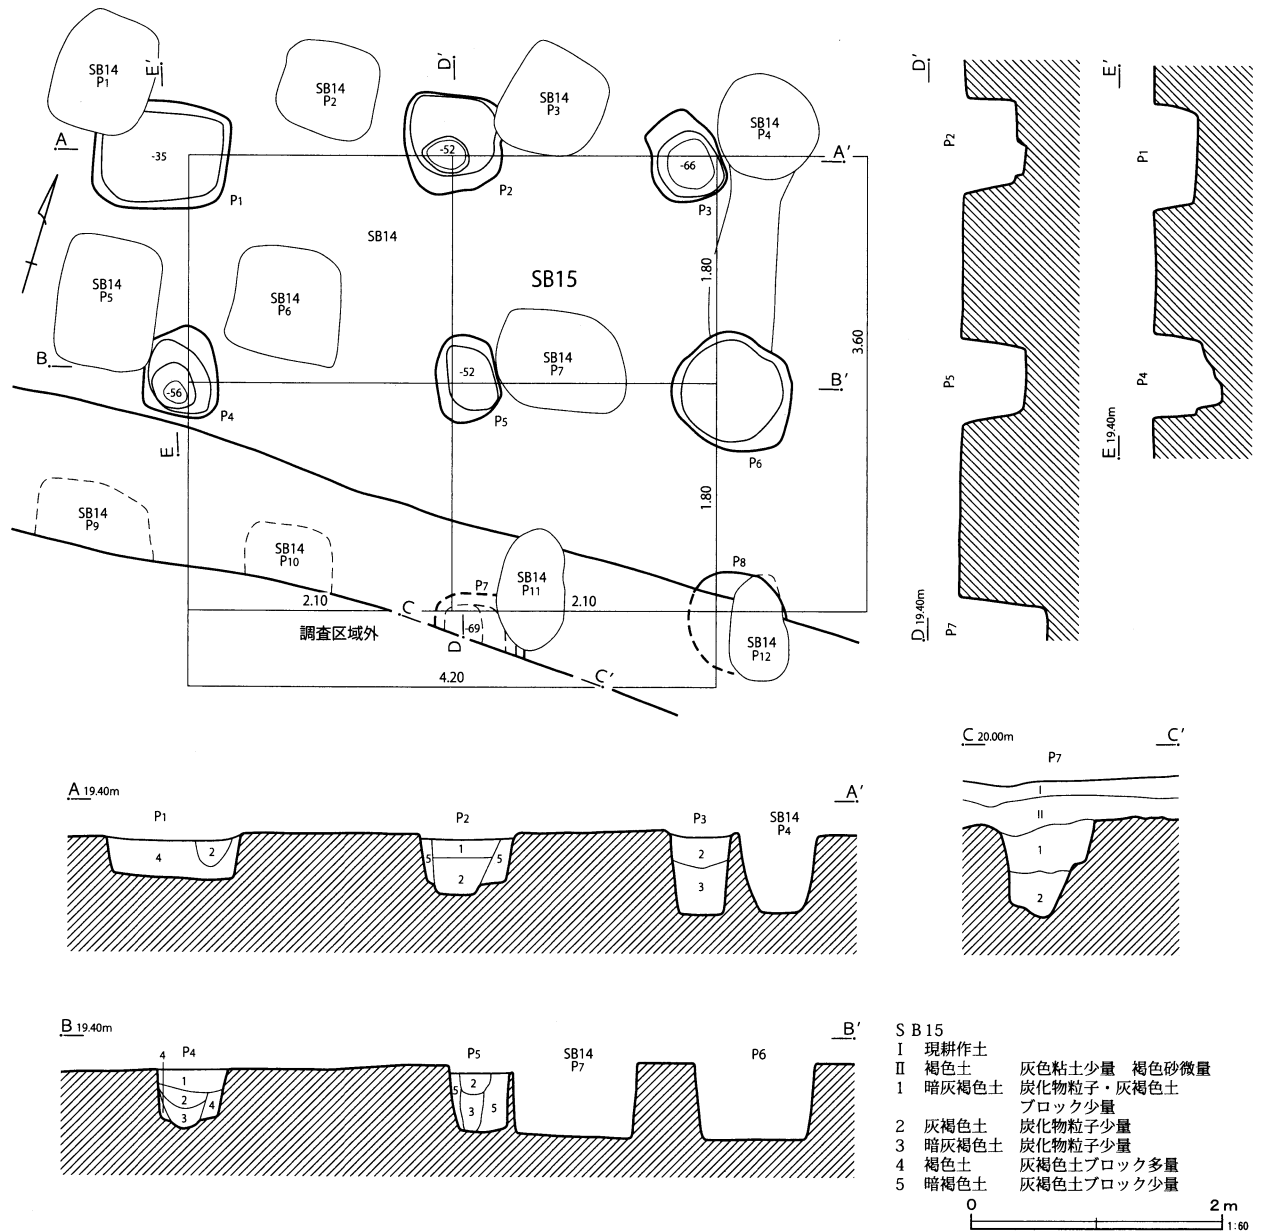 SB14
P1
E'
SB14
P2
D'
SB14
P3
SB14
P4
A
-35
-52
-66
A'
P1
P2
P3
SB14
SB15
1.80
SB14
P5
SB14
P6
SB14
P7
3.60
B
-56
-52
B'
P4
P5
P6
E
1.80
SB14
P9
SB14
P10
SB14
P11
P7
P8
2.10
C
2.10
調査区域外
-69
D
SB14
P12
4.20
C'
D'
P2
P5
D 19.40m
P7
E'
P1
P4
E 19.40m
C 20.00m
C'
P7
I
II
1
2
A 19.40m
A'
P1
P2
P3
SB14
P4
4
2
5
1
5
2
2
3
B 19.40m
B'
4
P4
P5
SB14
P7
P6
1
2
3
4
5
2
3
5
SB15
I 現耕作土
II 褐色土 灰色粘土少量 褐色砂微量
1 暗灰褐色土 炭化物粒子・灰褐色土
ブロック少量
2 灰褐色土 炭化物粒子少量
3 暗灰褐色土 炭化物粒子少量
4 褐色土 灰褐色土ブロック多量
5 暗褐色土 灰褐色土ブロック少量
0 2m
1:60